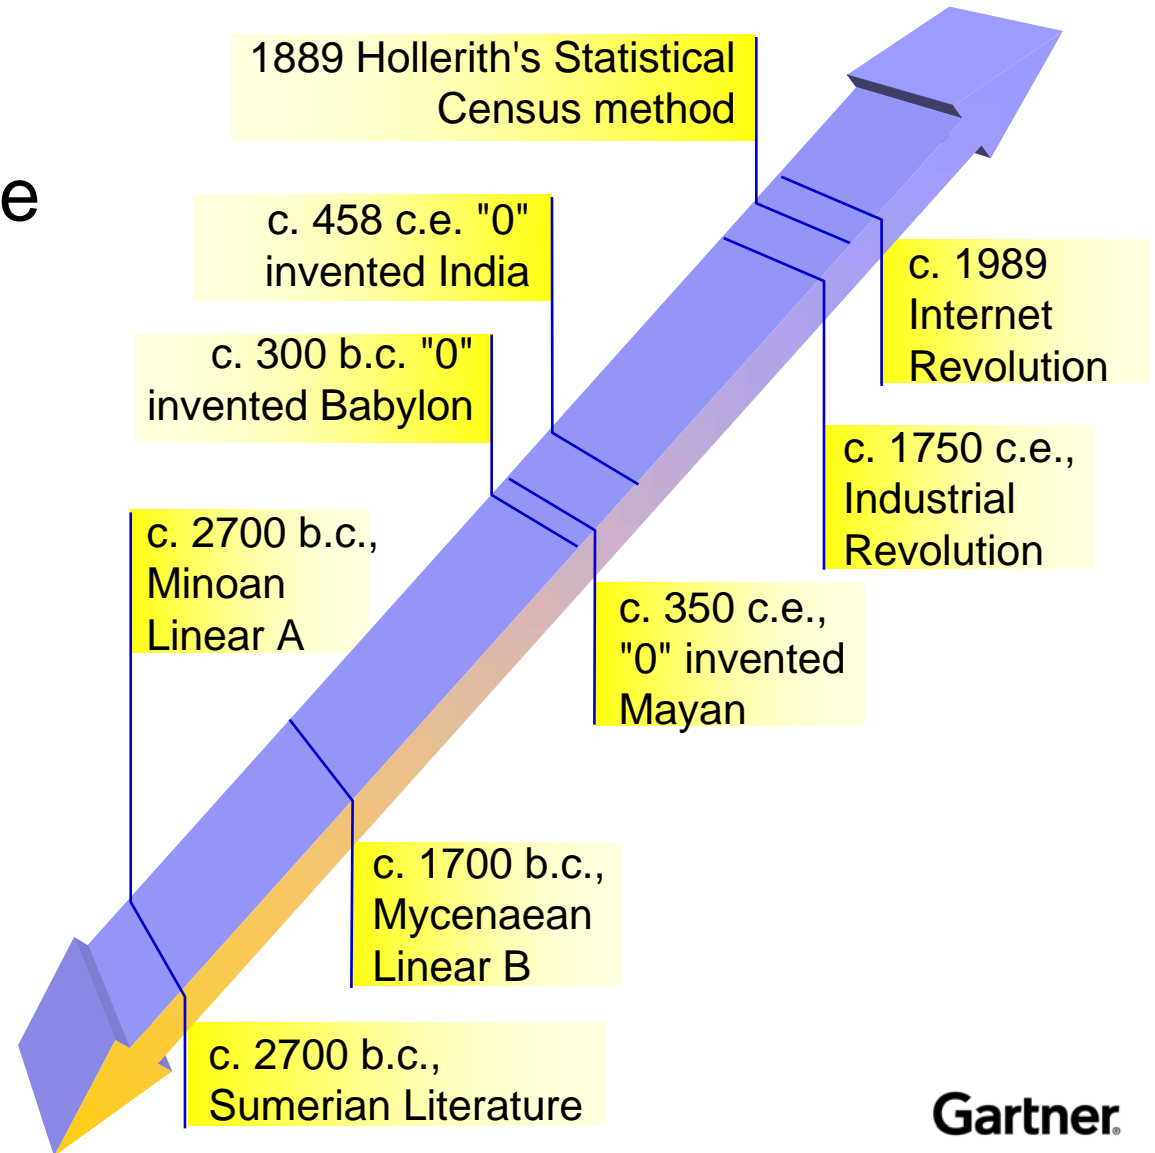 1889 Hollerith's Statistical
Census method
e
c. 458 c.e. "0"
invented India
c. 1989
Internet
Revolution
c. 300 b.c. "0"
invented Babylon
c. 1750 c.e.,
Industrial
Revolution
c. 2700 b.c.,
Minoan
Linear A
c. 350 c.e.,
"0" invented
Mayan
c. 1700 b.c.,
Mycenaean
Linear B
c. 2700 b.c.,
Sumerian Literature
Gartner®